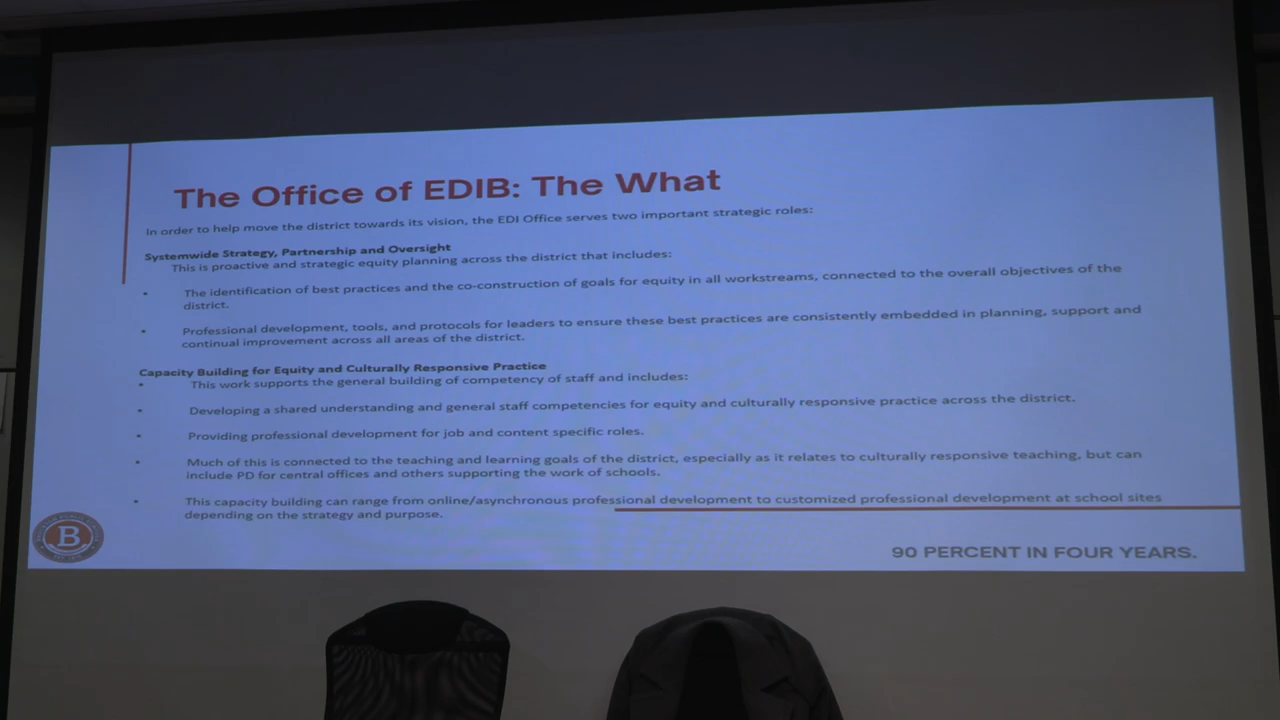 The Office of EDIB: The What
In order to help move the district towards its vision, the EDI Office serves two important strategic roles:
Systemwide Strategy, Partnership and Oversight
This is proactive and strategic equity planning across the district that includes:
• The identification of best practices and the co-construction of goals for equity in all workstreams, connected to the overall objectives of the
district.
• Professional development, tools, and protocols for leaders to ensure these best practices are consistently embedded in planning, support and
continual improvement across all areas of the district.
Capacity Building for Equity and Culturally Responsive Practice
• This work supports the general building of competency of staff and includes:
• Developing a shared understanding and general staff competencies for equity and culturally responsive practice across the district.
• Providing professional development for job and content specific roles.
• Much of this is connected to the teaching and learning goals of the district, especially as it relates to culturally responsive teaching, but can
include PD for central offices and others supporting the work of schools.
• This capacity building can range from online/asynchronous professional development to customized professional development at school sites
depending on the strategy and purpose.
B
90 PERCENT IN FOUR YEARS.